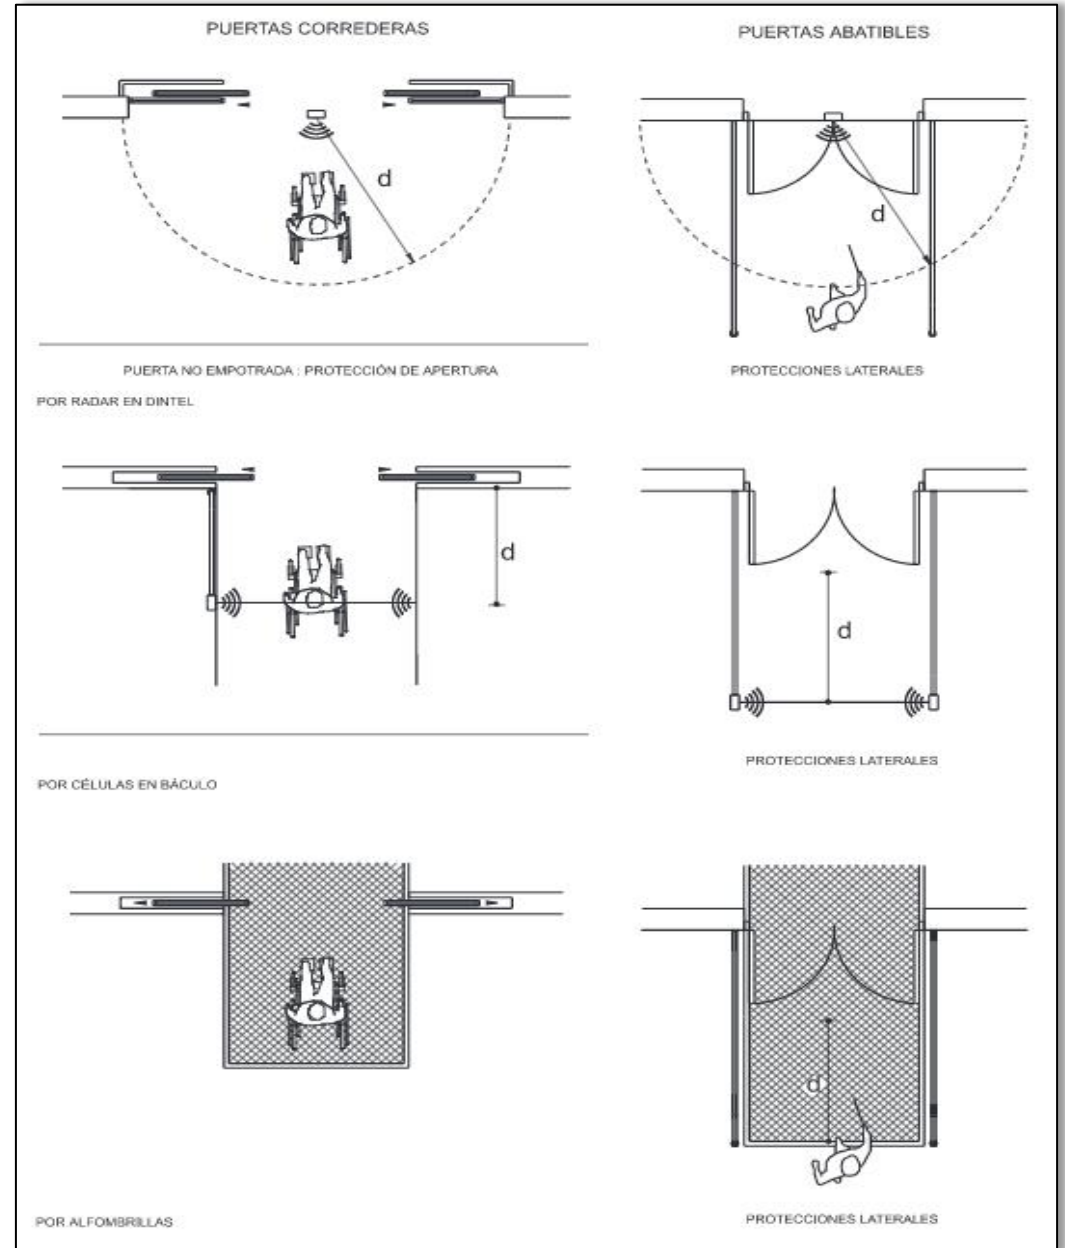 PUERTAS CORREDERAS
PUERTAS ABATIBLES
d
d
PUERTA NO EMPOTRADA : PROTECCIÓN DE APERTURA
PROTECCIONES LATERALES
POR RADAR EN DINTEL
d
d
PROTECCIONES LATERALES
POR CÉLULAS EN BÁCULO
d
POR ALFOMBRILLAS
PROTECCIONES LATERALES